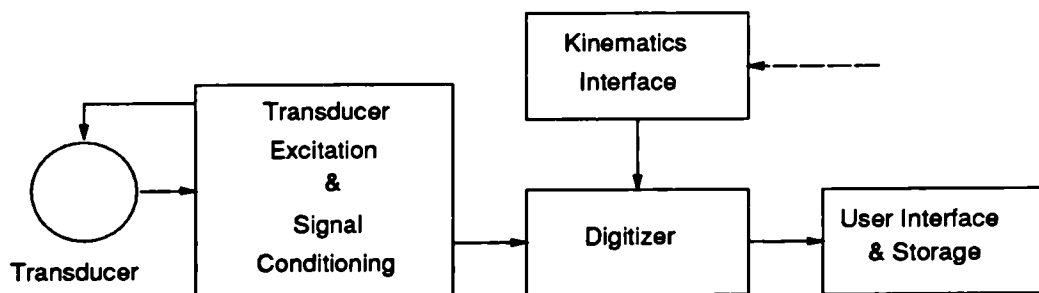 Kinematics
Interface
Transducer
Excitation
&
Signal
Conditioning
Transducer
Digitizer
User Interface
& Storage